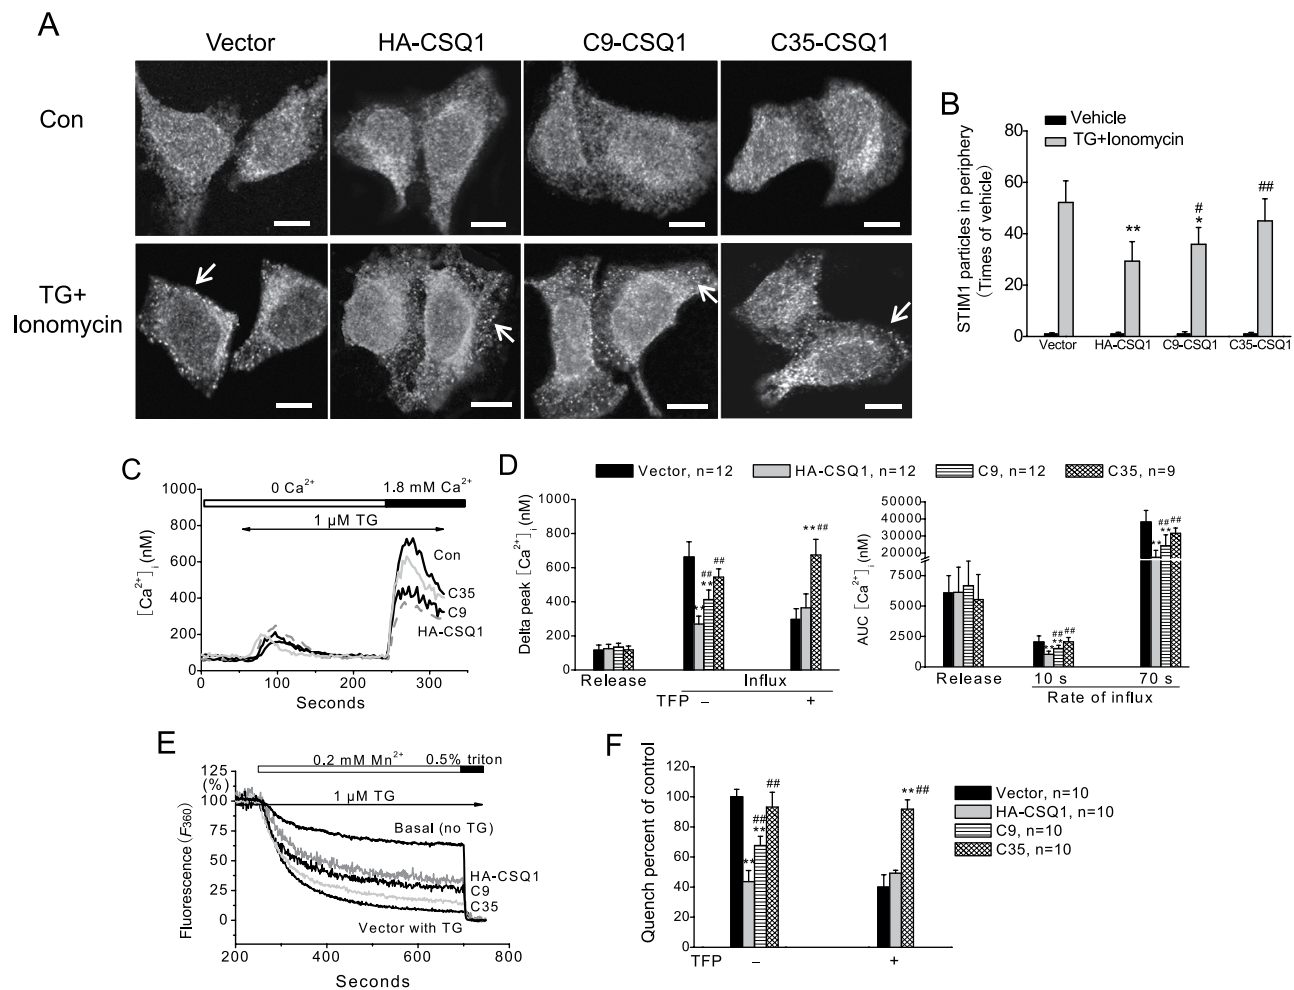 A
Vector HA-CSQ1 C9-CSQ1 C35-CSQ1
Con
TG+
Ionomycin
B
Vehicle
TG+Ionomycin
STIM1 particles in periphery
(Times of vehicle)
80
60
40
20
0
Vector HA-CSQ1 C9-CSQ1 C35-CSQ1
**
#
*
##
C
0 Ca²⁺ 1.8 mM Ca²⁺
1 µM TG
[Ca²⁺]i (nM)
1000
800
600
400
200
0
Con
C35
C9
HA-CSQ1
0 100 200 300
Seconds
D
Vector, n=12 HA-CSQ1, n=12 C9, n=12 C35, n=9
Delta peak [Ca²⁺]i (nM)
1000
800
600
400
200
0
**
##
**
##
**##
Release Influx
TFP – +
AUC [Ca²⁺]i (nM)
50000
40000
30000
20000
10000
7500
5000
2500
0
**
##
**
##
**
##
**
##
Release 10 s 70 s
Rate of influx
E
0.2 mM Mn²⁺ 0.5% triton
1 µM TG
Fluorescence (F360)
125
(%)
100
75
50
25
0
Basal (no TG)
HA-CSQ1
C9
C35
Vector with TG
200 400 600 800
Seconds
F
Quench percent of control
120
100
80
60
40
20
0
**
##
**
##
**##
TFP – +
Vector, n=10
HA-CSQ1, n=10
C9, n=10
C35, n=10